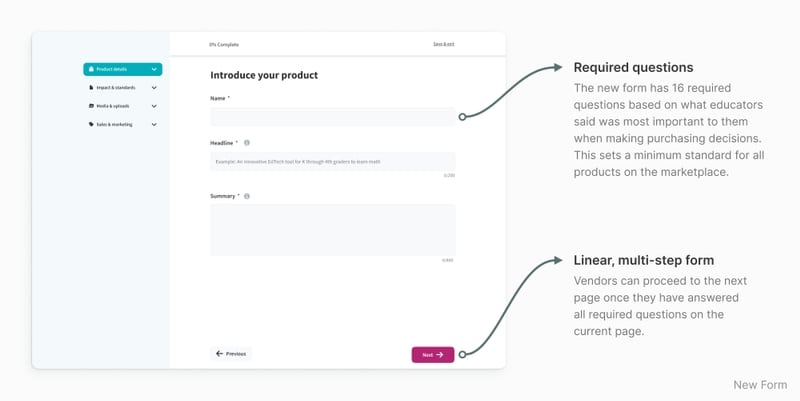 0% Complete
Save & exit
Product details
Impact & standards
Media & uploads
Sales & marketing
Introduce your product
Name *
Headline *
Example: An innovative EdTech tool for K through 4th graders to learn math
Summary *
Previous
Next
Required questions
The new form has 16 required
questions based on what educators
said was most important to them
when making purchasing decisions.
This sets a minimum standard for all
products on the marketplace.
Linear, multi-step form
Vendors can proceed to the next
page once they have answered
all required questions on the
current page.
New Form